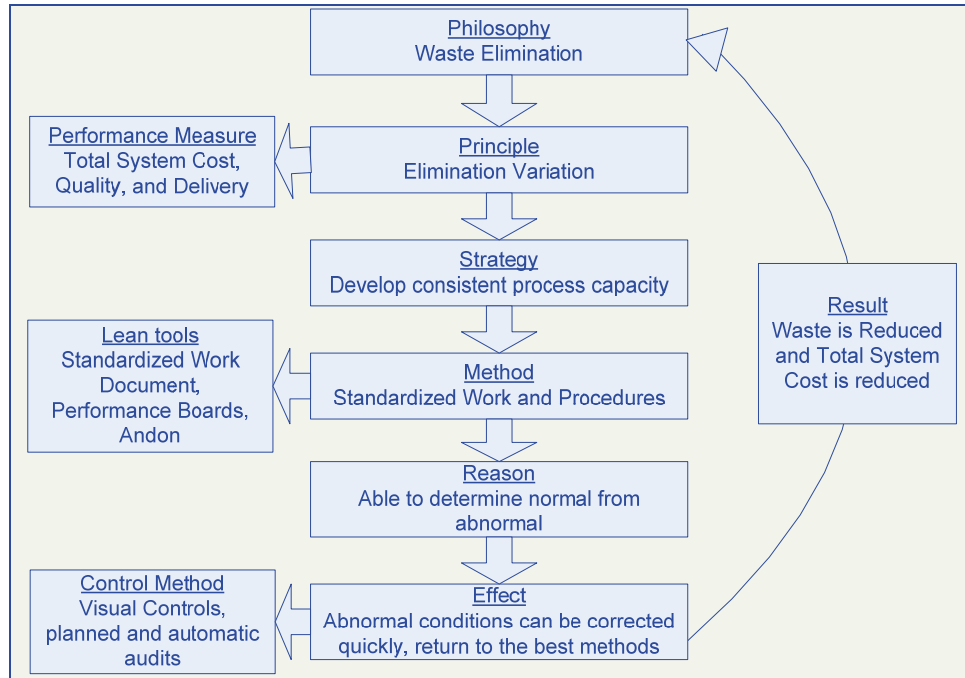 Philosophy
Waste Elimination
Performance Measure
Total System Cost,
Quality, and Delivery
Principle
Elimination Variation
Strategy
Develop consistent process capacity
Result
Waste is Reduced
and Total System
Cost is reduced
Lean tools
Standardized Work
Document,
Performance Boards,
Andon
Method
Standardized Work and Procedures
Reason
Able to determine normal from
abnormal
Control Method
Visual Controls,
planned and automatic
audits
Effect
Abnormal conditions can be corrected
quickly, return to the best methods